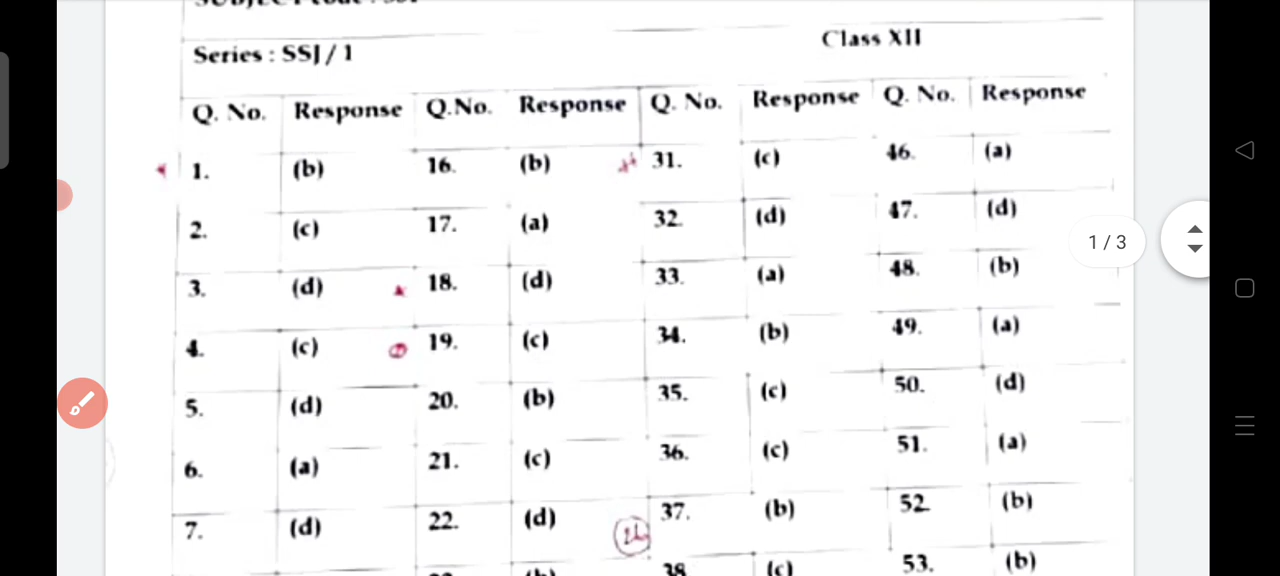 Series : SSJ / 1
Class XII
Q. No. Response Q.No. Response Q. No. Response Q. No. Response
1. (b) 16. (b) 31. (c) 46. (a)
2. (c) 17. (a) 32. (d) 47. (d)
3. (d) 18. (d) 33. (a) 48. (b)
4. (c) 19. (c) 34. (b) 49. (a)
5. (d) 20. (b) 35. (c) 50. (d)
6. (a) 21. (c) 36. (c) 51. (a)
7. (d) 22. (d) 37. (b) 52. (b)
38. (c) 53. (b)
1 / 3